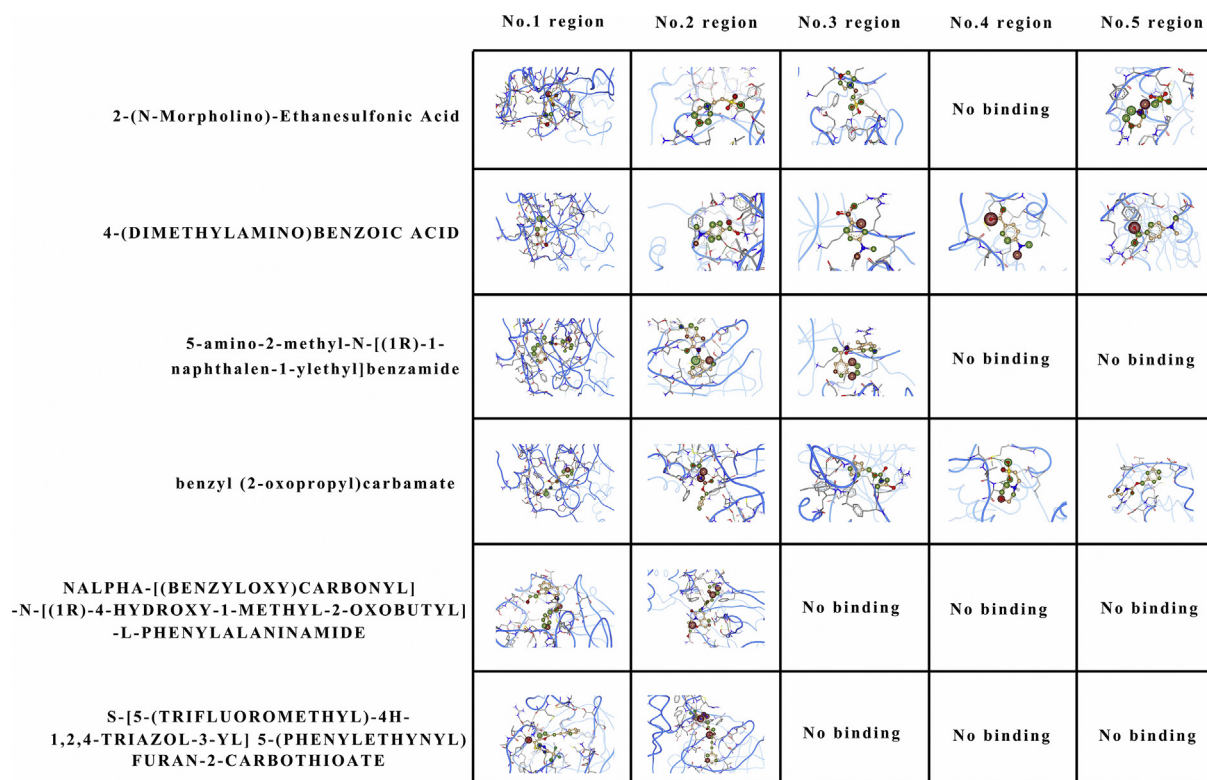 No.1 region No.2 region No.3 region No.4 region No.5 region
2-(N-Morpholino)-Ethanesulfonic Acid No binding
4-(DIMETHYLAMINO)BENZOIC ACID
5-amino-2-methyl-N-[(1R)-1-
naphthalen-1-ylethyl]benzamide No binding No binding
benzyl (2-oxopropyl)carbamate
NALPHA-[(BENZYLOXY)CARBONYL]
-N-[(1R)-4-HYDROXY-1-METHYL-2-OXOBUTYL] No binding No binding No binding
-L-PHENYLALANINAMIDE
S-[5-(TRIFLUOROMETHYL)-4H-
1,2,4-TRIAZOL-3-YL] 5-(PHENYLETHYNYL) No binding No binding No binding
FURAN-2-CARBOTHIOATE